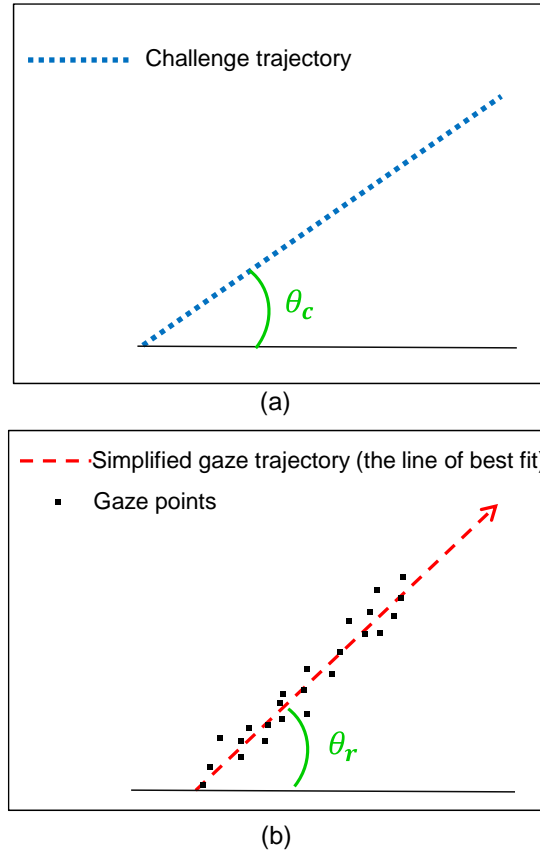 Challenge trajectory
θc
(a)
Simplified gaze trajectory (the line of best fit)
Gaze points
θr
(b)